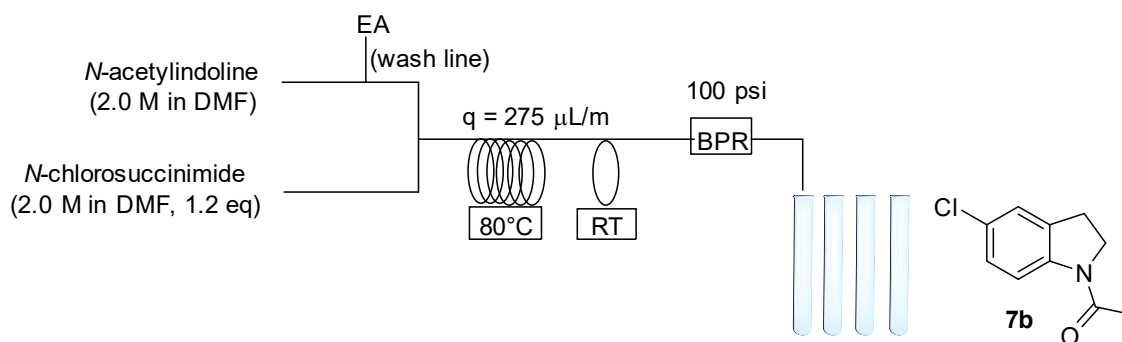 EA
(wash line)
N-acetylindoline
(2.0 M in DMF)
100 psi
q = 275 μL/m
BPR
N-chlorosuccinimide
(2.0 M in DMF, 1.2 eq)
80°C
RT
Cl
N
O
7b